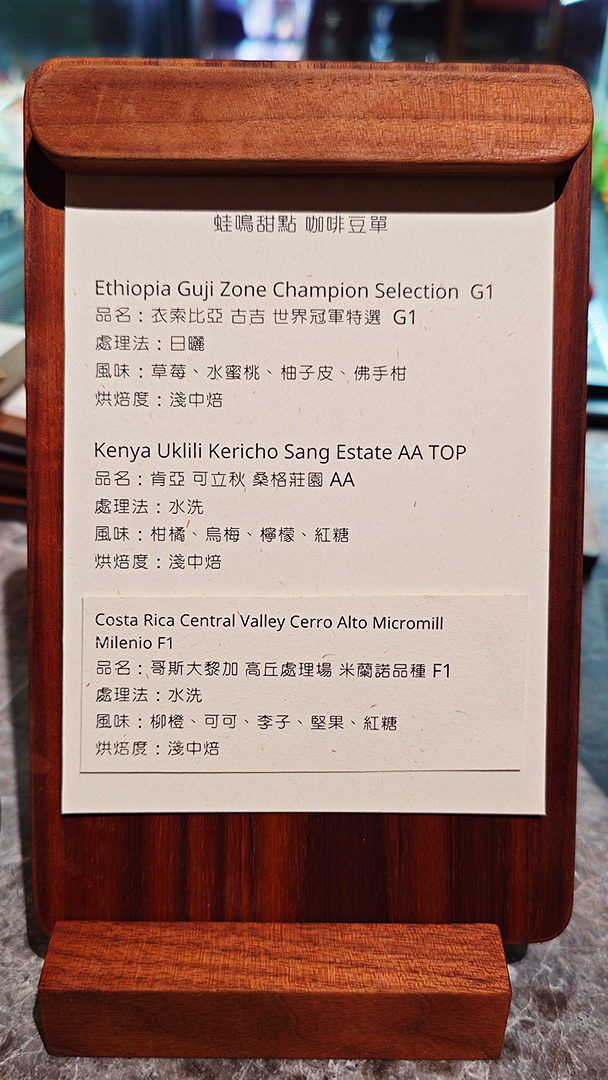 蛙鳴甜點 咖啡豆單
Ethiopia Guji Zone Champion Selection G1
品名：衣索比亞 古吉 世界冠軍特選 G1
處理法：日曬
風味：草莓、水蜜桃、柚子皮、佛手柑
烘焙度：淺中焙
Kenya Uklili Kericho Sang Estate AA TOP
品名：肯亞 可立秋 桑格莊園 AA
處理法：水洗
風味：柑橘、烏梅、檸檬、紅糖
烘焙度：淺中焙
Costa Rica Central Valley Cerro Alto Micromill
Milenio F1
品名：哥斯大黎加 高丘處理場 米蘭諾品種 F1
處理法：水洗
風味：柳橙、可可、李子、堅果、紅糖
烘焙度：淺中焙